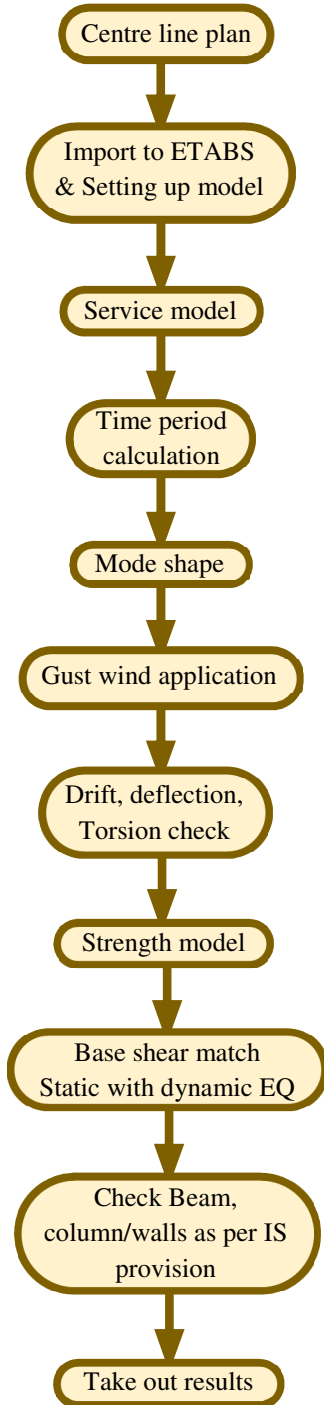 Centre line plan
Import to ETABS
& Setting up model
Service model
Time period
calculation
Mode shape
Gust wind application
Drift, deflection,
Torsion check
Strength model
Base shear match
Static with dynamic EQ
Check Beam,
column/walls as per IS
provision
Take out results